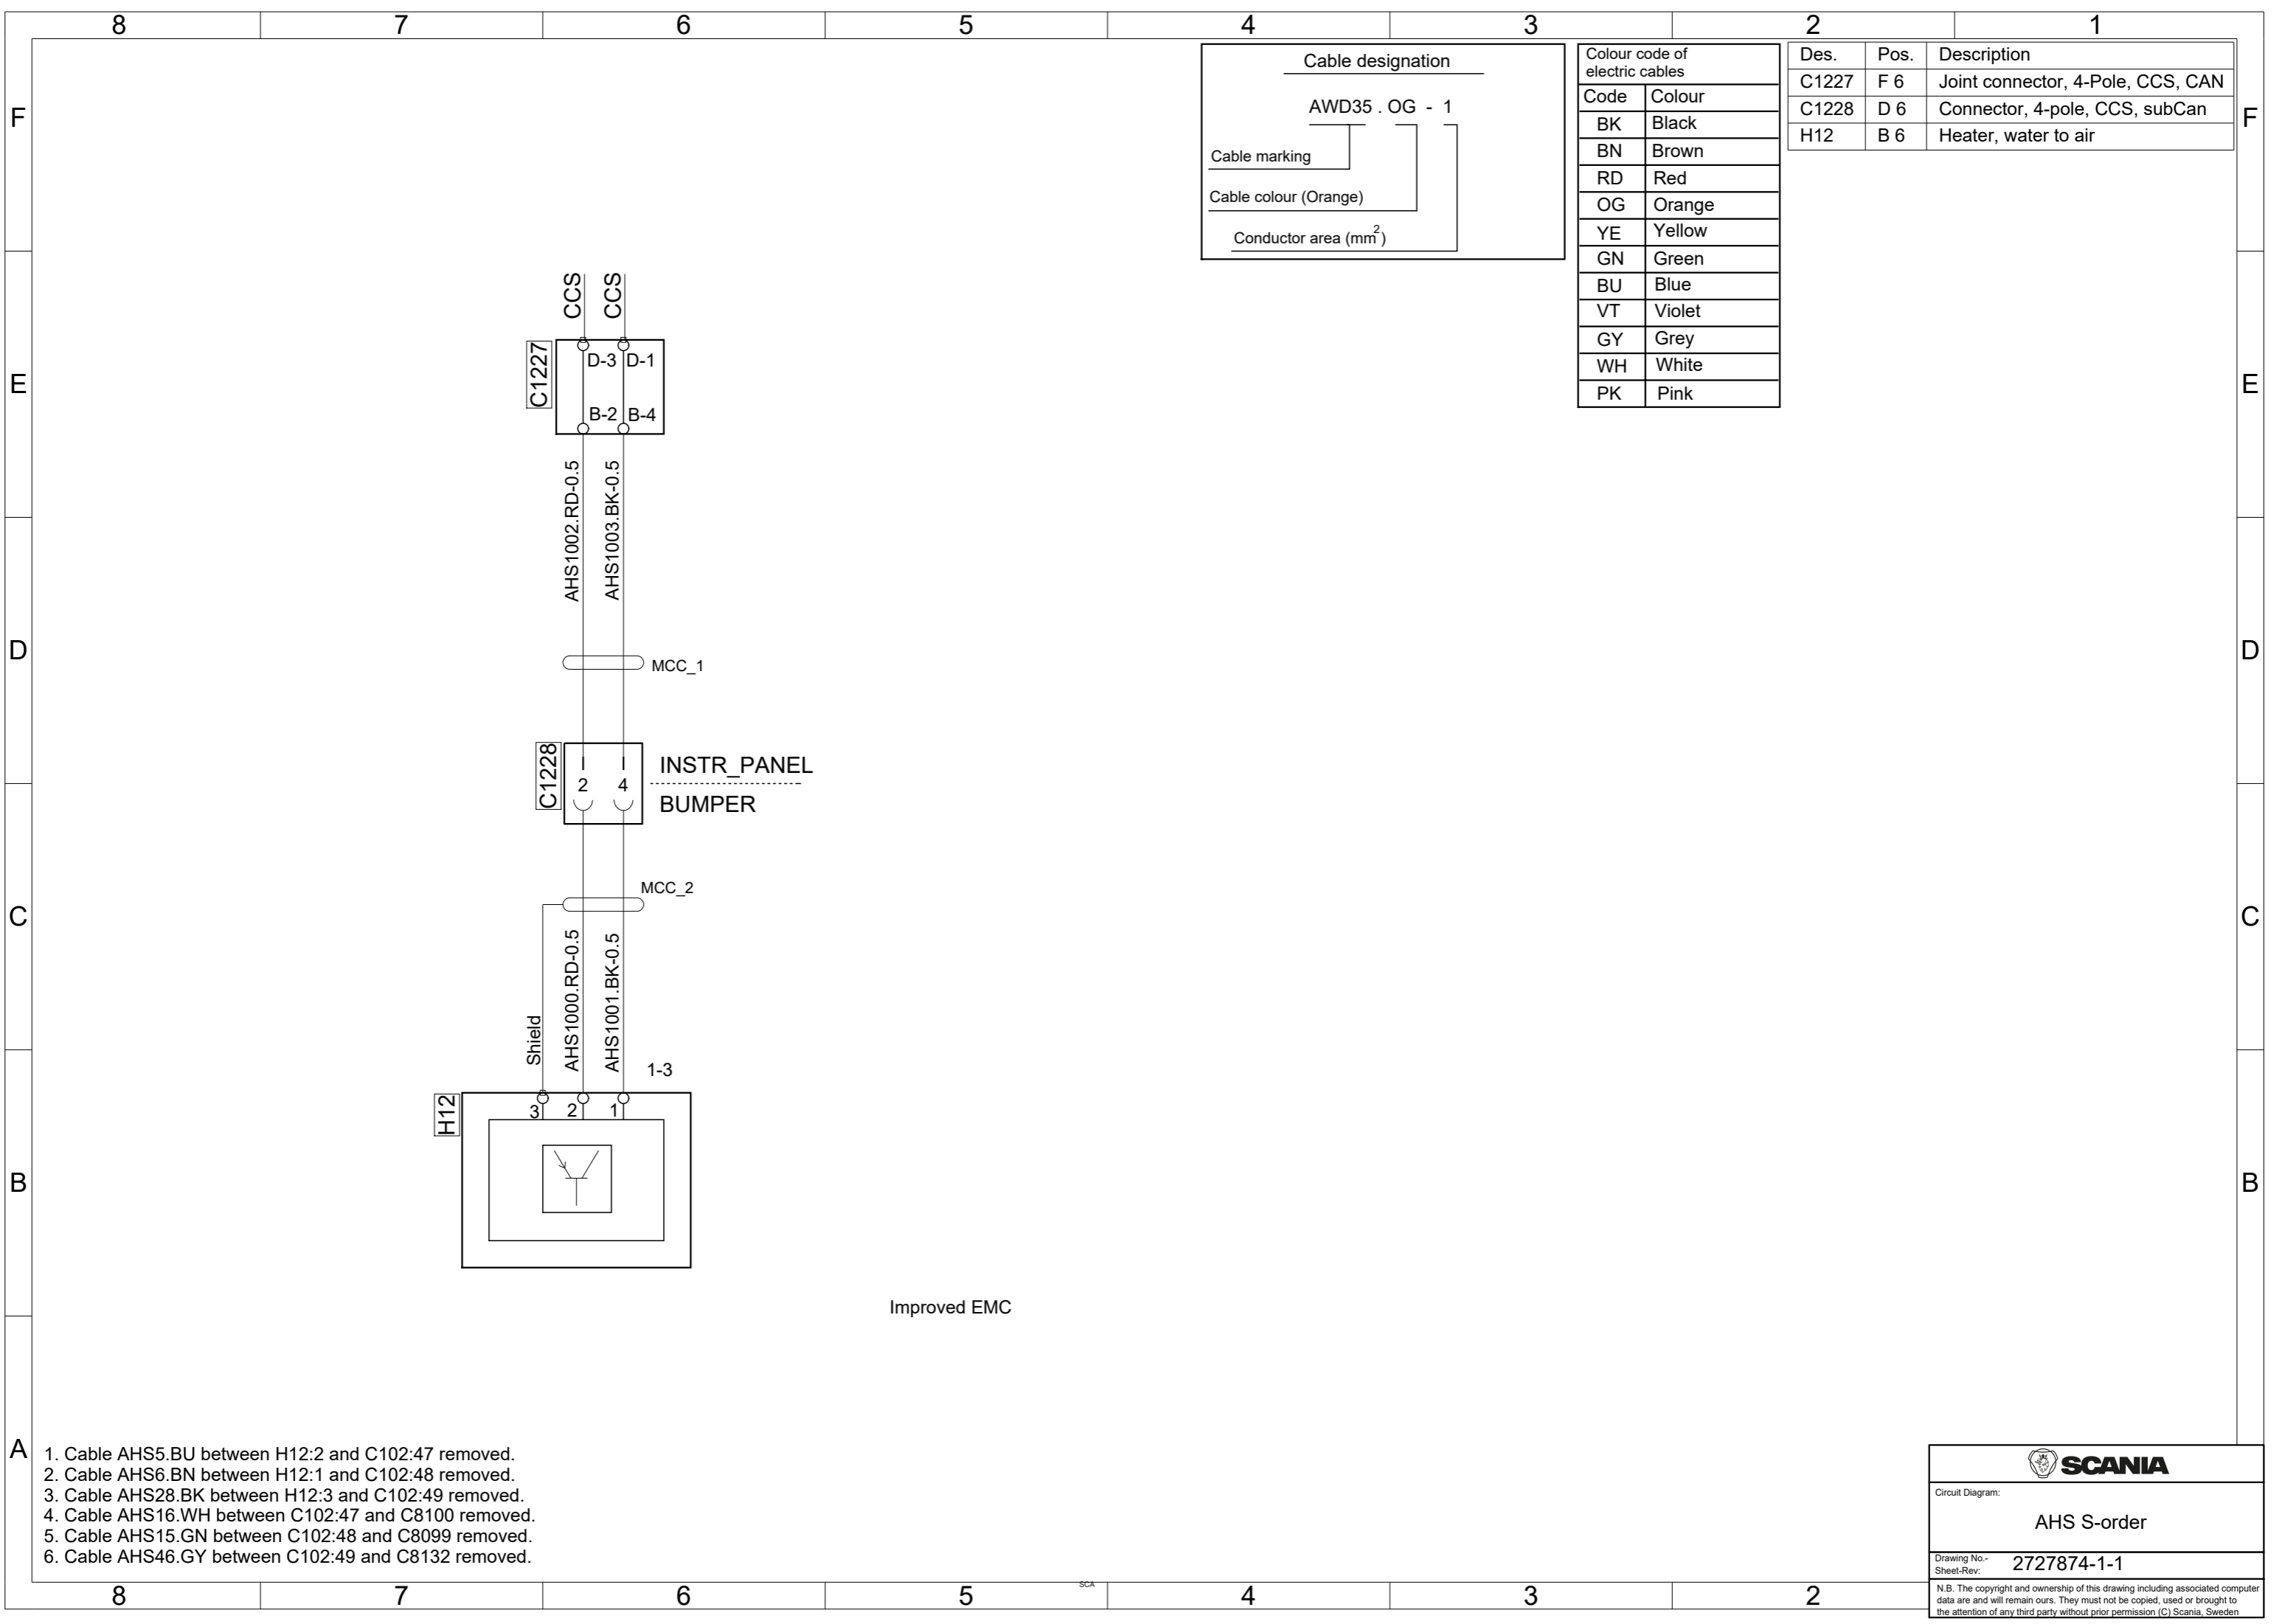 8 7 6 5 4 3 2 1
F F
E E
D D
C C
B B
A
Cable designation
AWD35 . OG - 1
Cable marking
Cable colour (Orange)
Conductor area (mm2)
Colour code of
electric cables
Code Colour
BK Black
BN Brown
RD Red
OG Orange
YE Yellow
GN Green
BU Blue
VT Violet
GY Grey
WH White
PK Pink
Des. Pos. Description
C1227 F 6 Joint connector, 4-Pole, CCS, CAN
C1228 D 6 Connector, 4-pole, CCS, subCan
H12 B 6 Heater, water to air
CCS CCS
C1227
D-3 D-1
B-2 B-4
AHS1002.RD-0.5
AHS1003.BK-0.5
MCC_1
C1228
2 4
INSTR_PANEL
BUMPER
MCC_2
Shield
AHS1000.RD-0.5
AHS1001.BK-0.5
1-3
H12
3 2 1
Improved EMC
1. Cable AHS5.BU between H12:2 and C102:47 removed.
2. Cable AHS6.BN between H12:1 and C102:48 removed.
3. Cable AHS28.BK between H12:3 and C102:49 removed.
4. Cable AHS16.WH between C102:47 and C8100 removed.
5. Cable AHS15.GN between C102:48 and C8099 removed.
6. Cable AHS46.GY between C102:49 and C8132 removed.
SCANIA
Circuit Diagram:
AHS S-order
Drawing No.-
Sheet-Rev:
2727874-1-1
N.B. The copyright and ownership of this drawing including associated computer
data are and will remain ours. They must not be copied, used or brought to
the attention of any third party without prior permission (C) Scania, Sweden
8 7 6 5 SCA 4 3 2